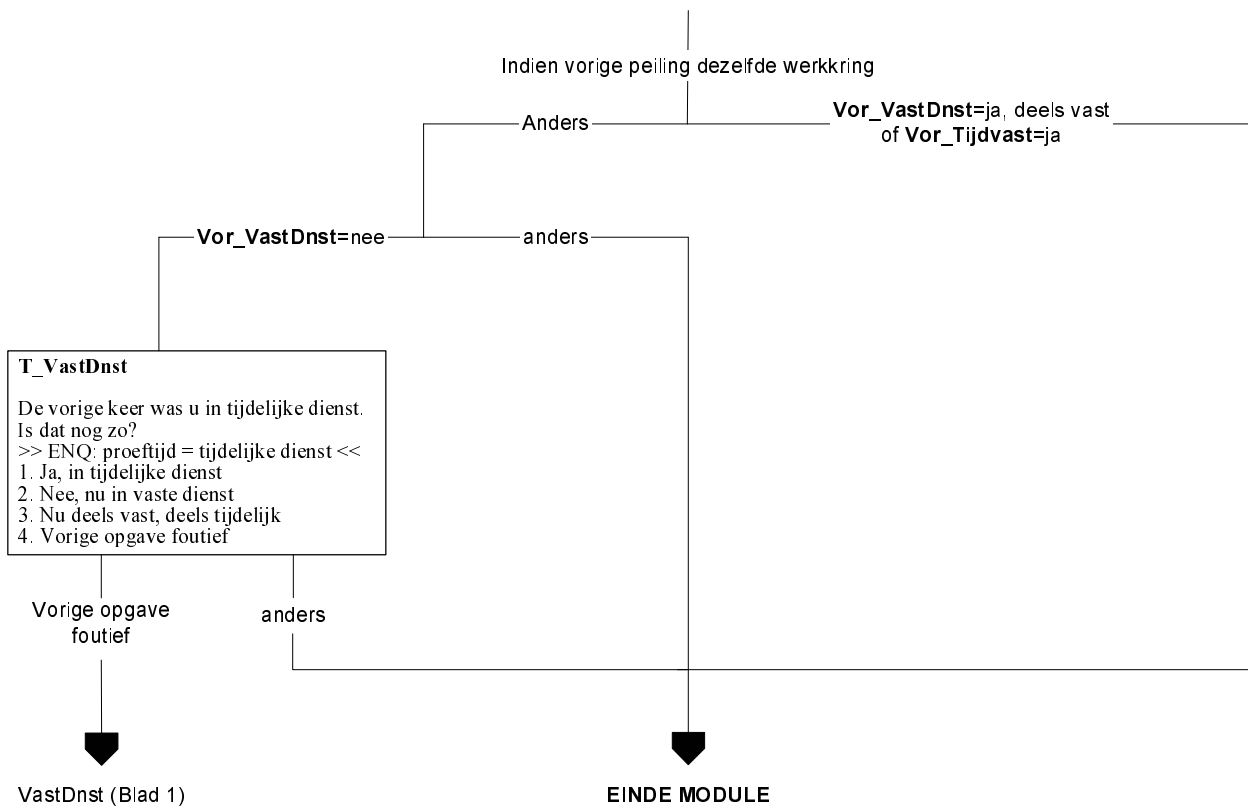 Indien vorige peiling dezelfde werkkring
Anders
Vor_VastDnst=ja, deels vast
of Vor_Tijdvast=ja
Vor_VastDnst=nee
anders
T_VastDnst
De vorige keer was u in tijdelijke dienst.
Is dat nog zo?
>> ENQ: proeftijd = tijdelijke dienst <<
1. Ja, in tijdelijke dienst
2. Nee, nu in vaste dienst
3. Nu deels vast, deels tijdelijk
4. Vorige opgave foutief
Vorige opgave
foutief
anders
VastDnst (Blad 1)
EINDE MODULE